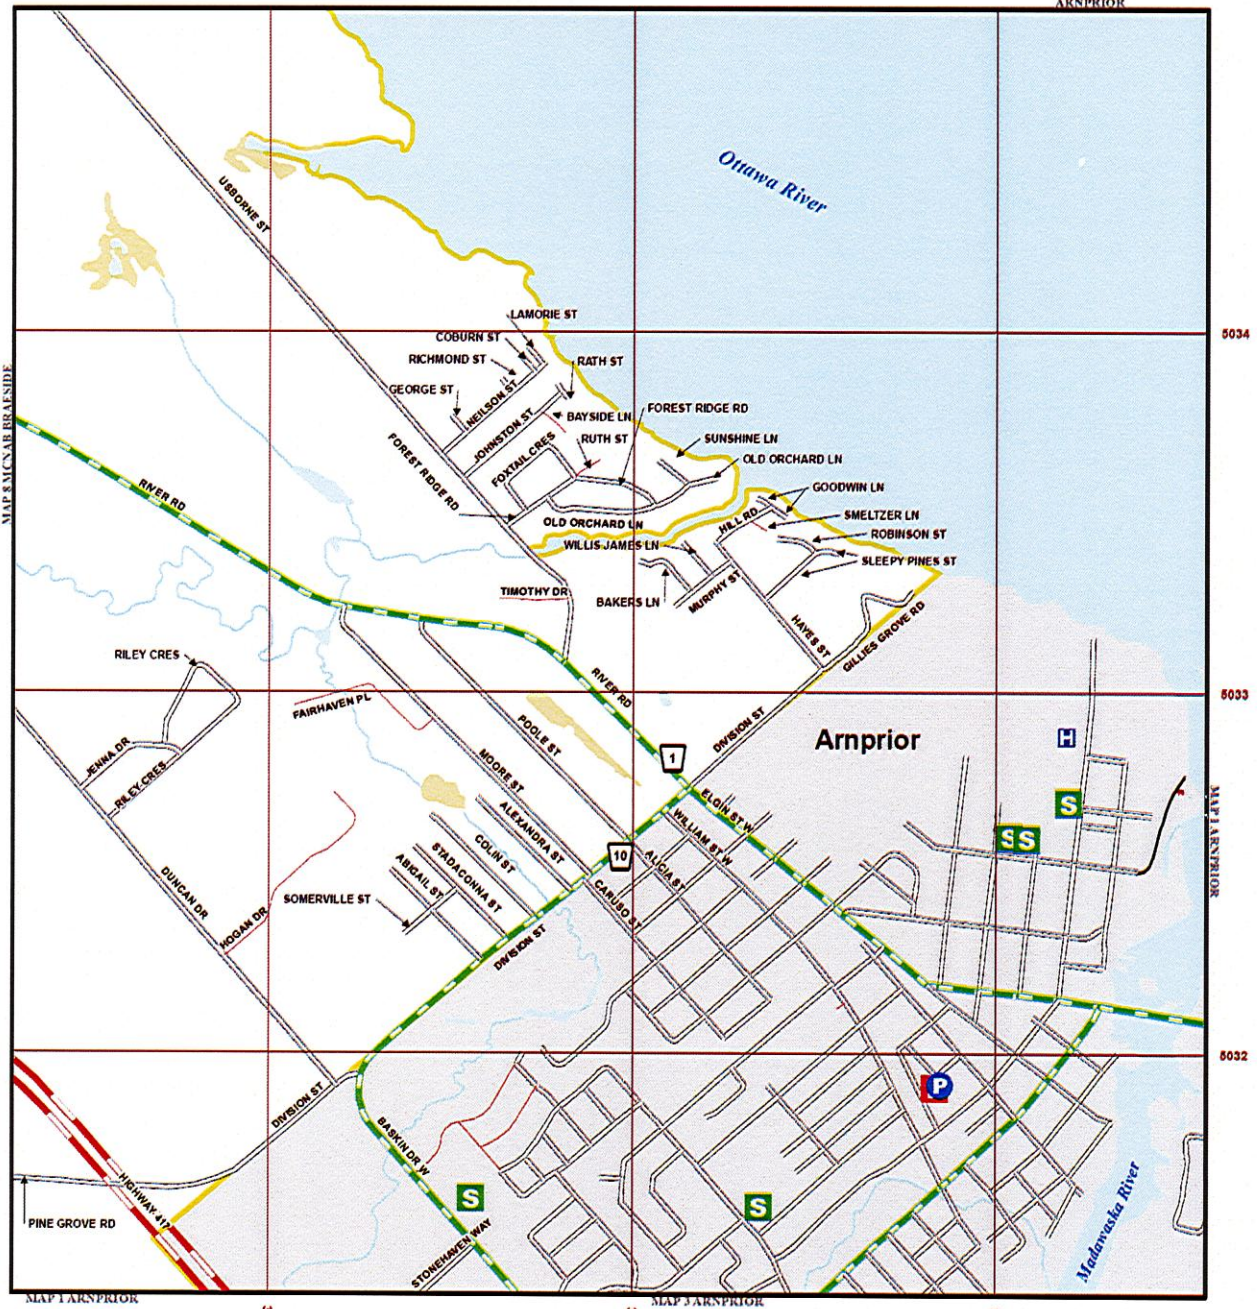 ARNPRIOR
Ottawa River
USBORNE ST
LAMORIE ST
5034
COBURN ST
RICHMOND ST
RATH ST
GEORGE ST
NEILSON ST
MAP 8 MCNAB BRAESIDE
BAYSIDE LN
FOREST RIDGE RD
JOHNSTON ST
RUTH ST
SUNSHINE LN
FOREST RIDGE RD
FOXTAIL CRES
OLD ORCHARD LN
RIVER RD
GOODWIN LN
OLD ORCHARD LN
HILL RD
SMELTZER LN
ROBINSON ST
WILLIS JAMES LN
SLEEPY PINES ST
TIMOTHY DR
BAKERS LN
MURPHY ST
HAYES ST
GILLIES GROVE RD
RILEY CRES
RIVER RD
5033
FAIRHAVEN PL
POOLE ST
DIVISION ST
Arnprior
H
JENNA DR
MOORE ST
1
RILEY CRES
ELGIN ST W
S
ALEXANDRA ST
WILLIAM ST W
S
S
MAP 1 ARNPRIOR
COLIN ST
10
STADACONNA ST
ALICIA ST
ABIGAIL ST
DUNCAN DR
SOMERVILLE ST
CARUSO ST
HOGAN DR
DIVISION ST
5032
P
DIVISION ST
BASKIN DR W
HIGHWAY 417
S
S
PINE GROVE RD
STONEHAVEN WAY
Madawaska River
MAP 1 ARNPRIOR
MAP 3 ARNPRIOR